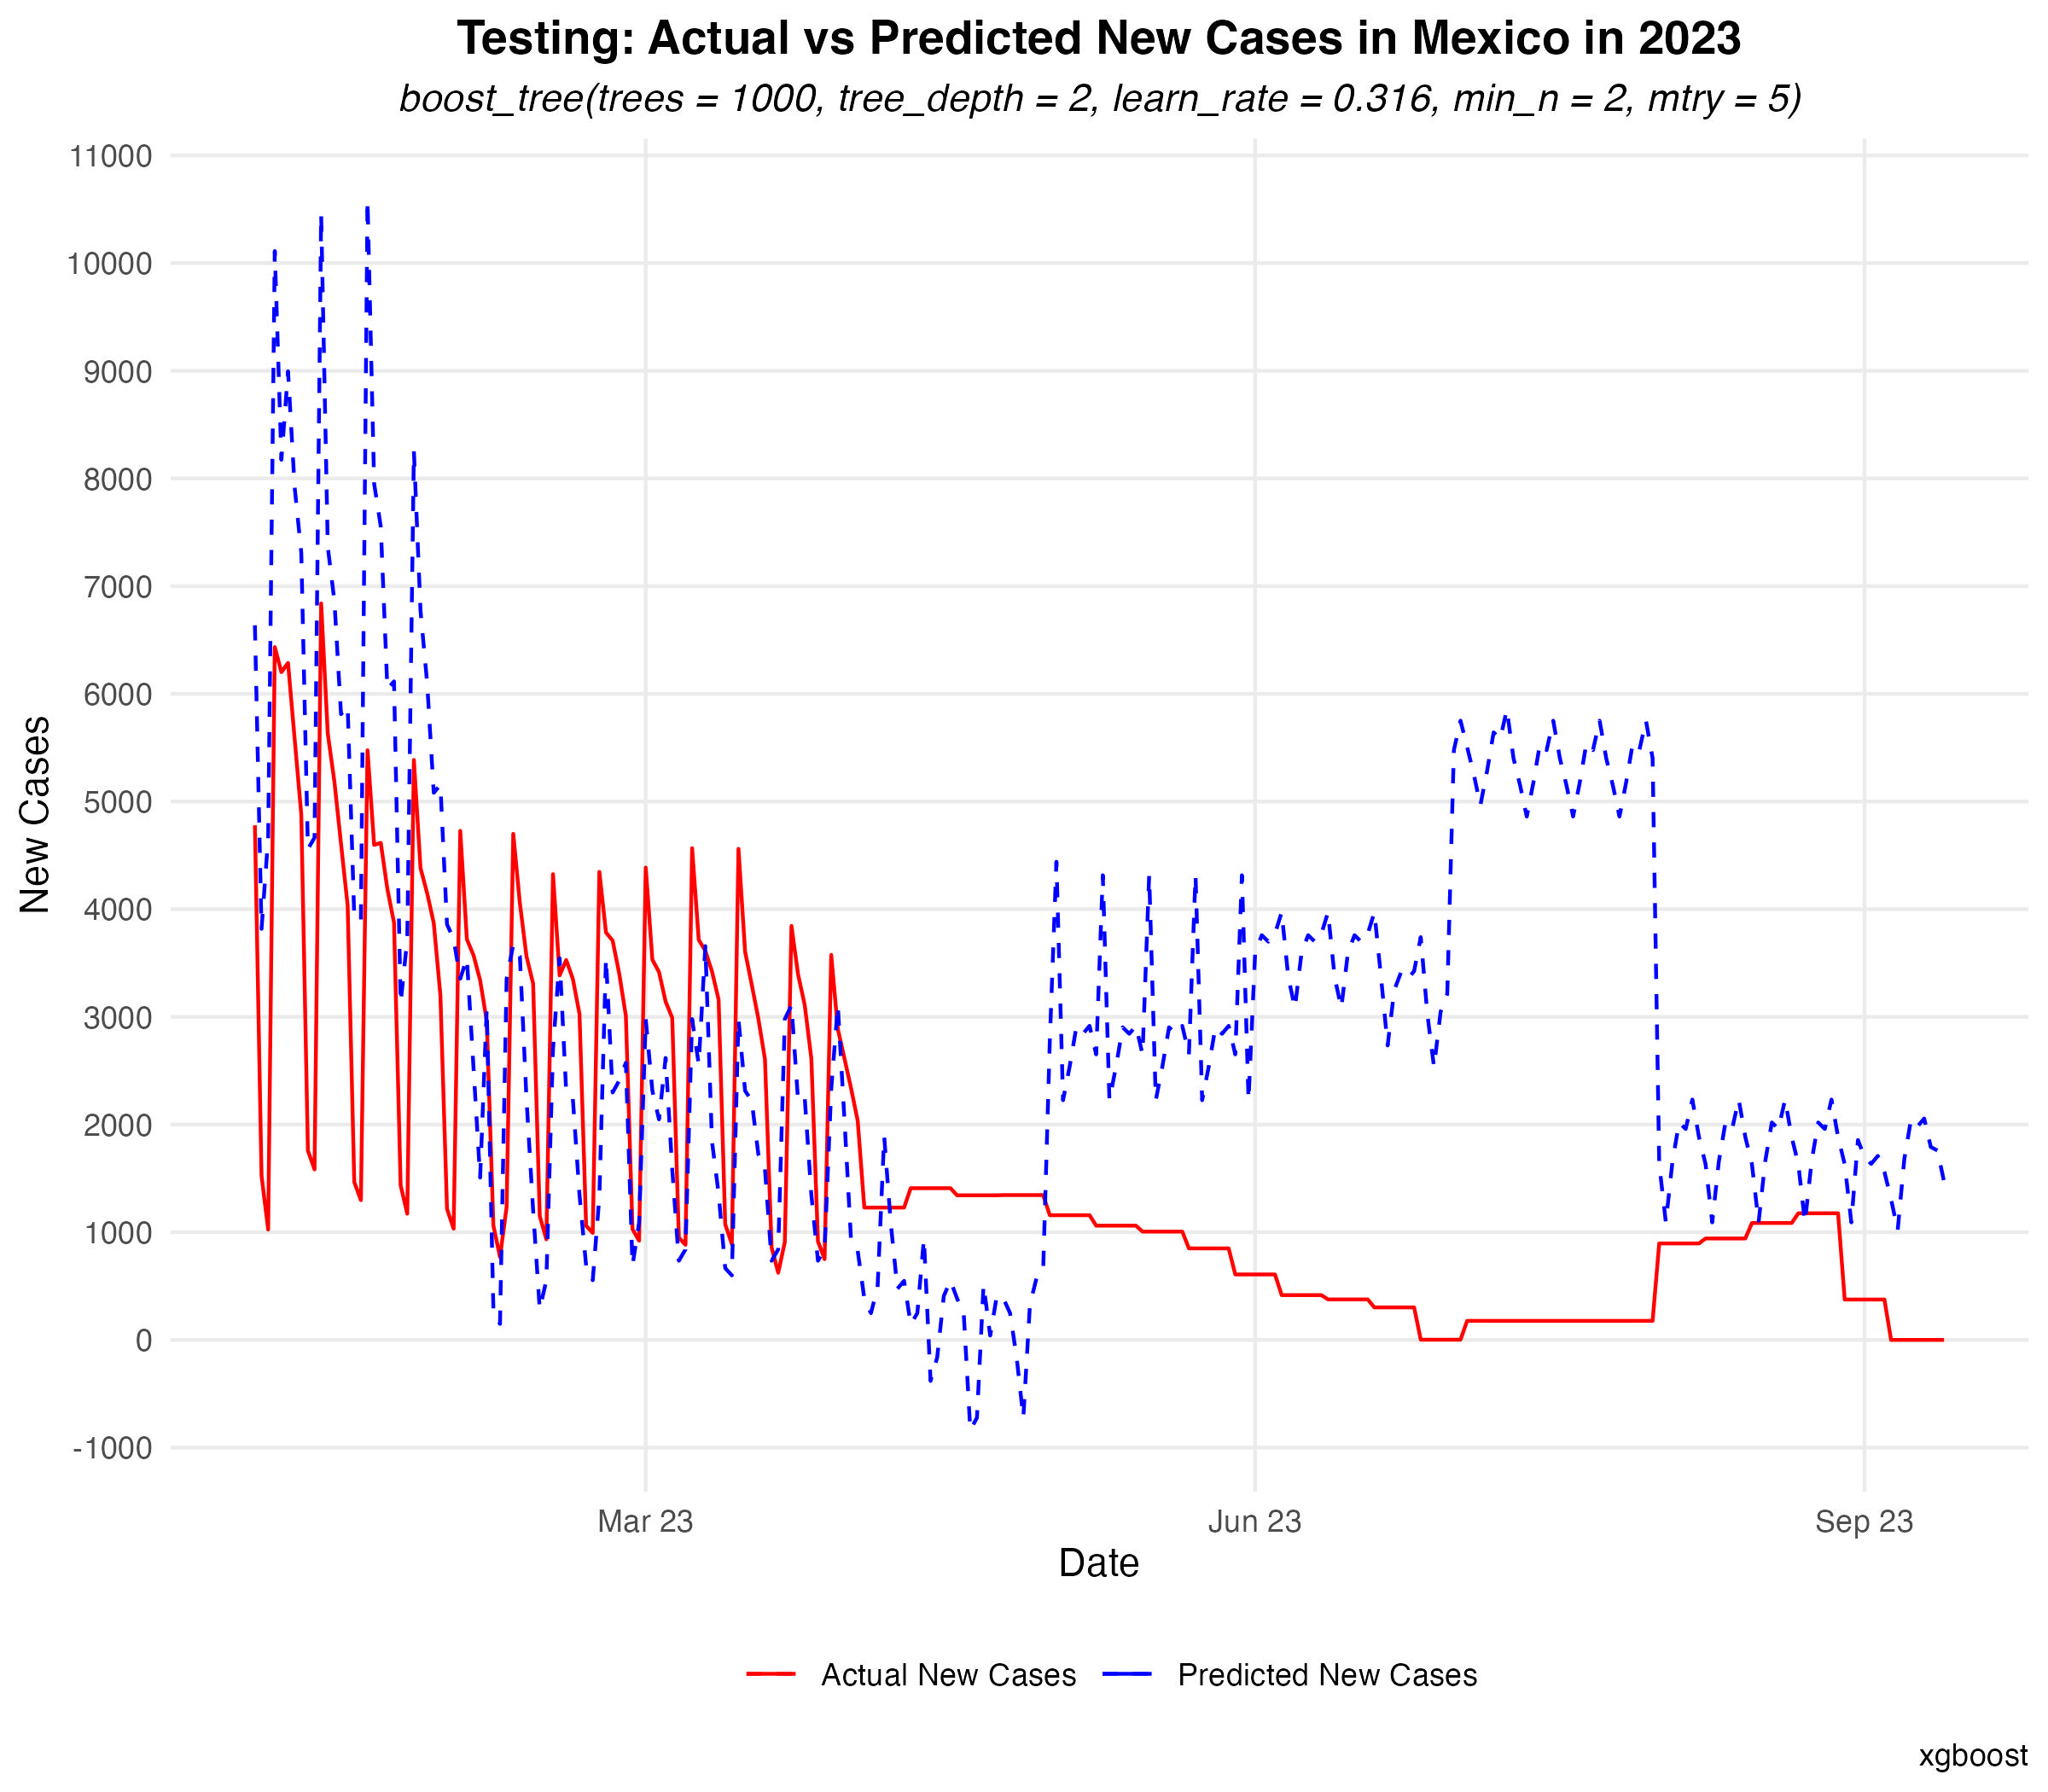 Testing: Actual vs Predicted New Cases in Mexico in 2023
boost_tree(trees = 1000, tree_depth = 2, learn_rate = 0.316, min_n = 2, mtry = 5)
11000
10000
9000
8000
7000
6000
5000
4000
3000
2000
1000
0
-1000
New Cases
Mar 23
Jun 23
Sep 23
Date
Actual New Cases
Predicted New Cases
xgboost